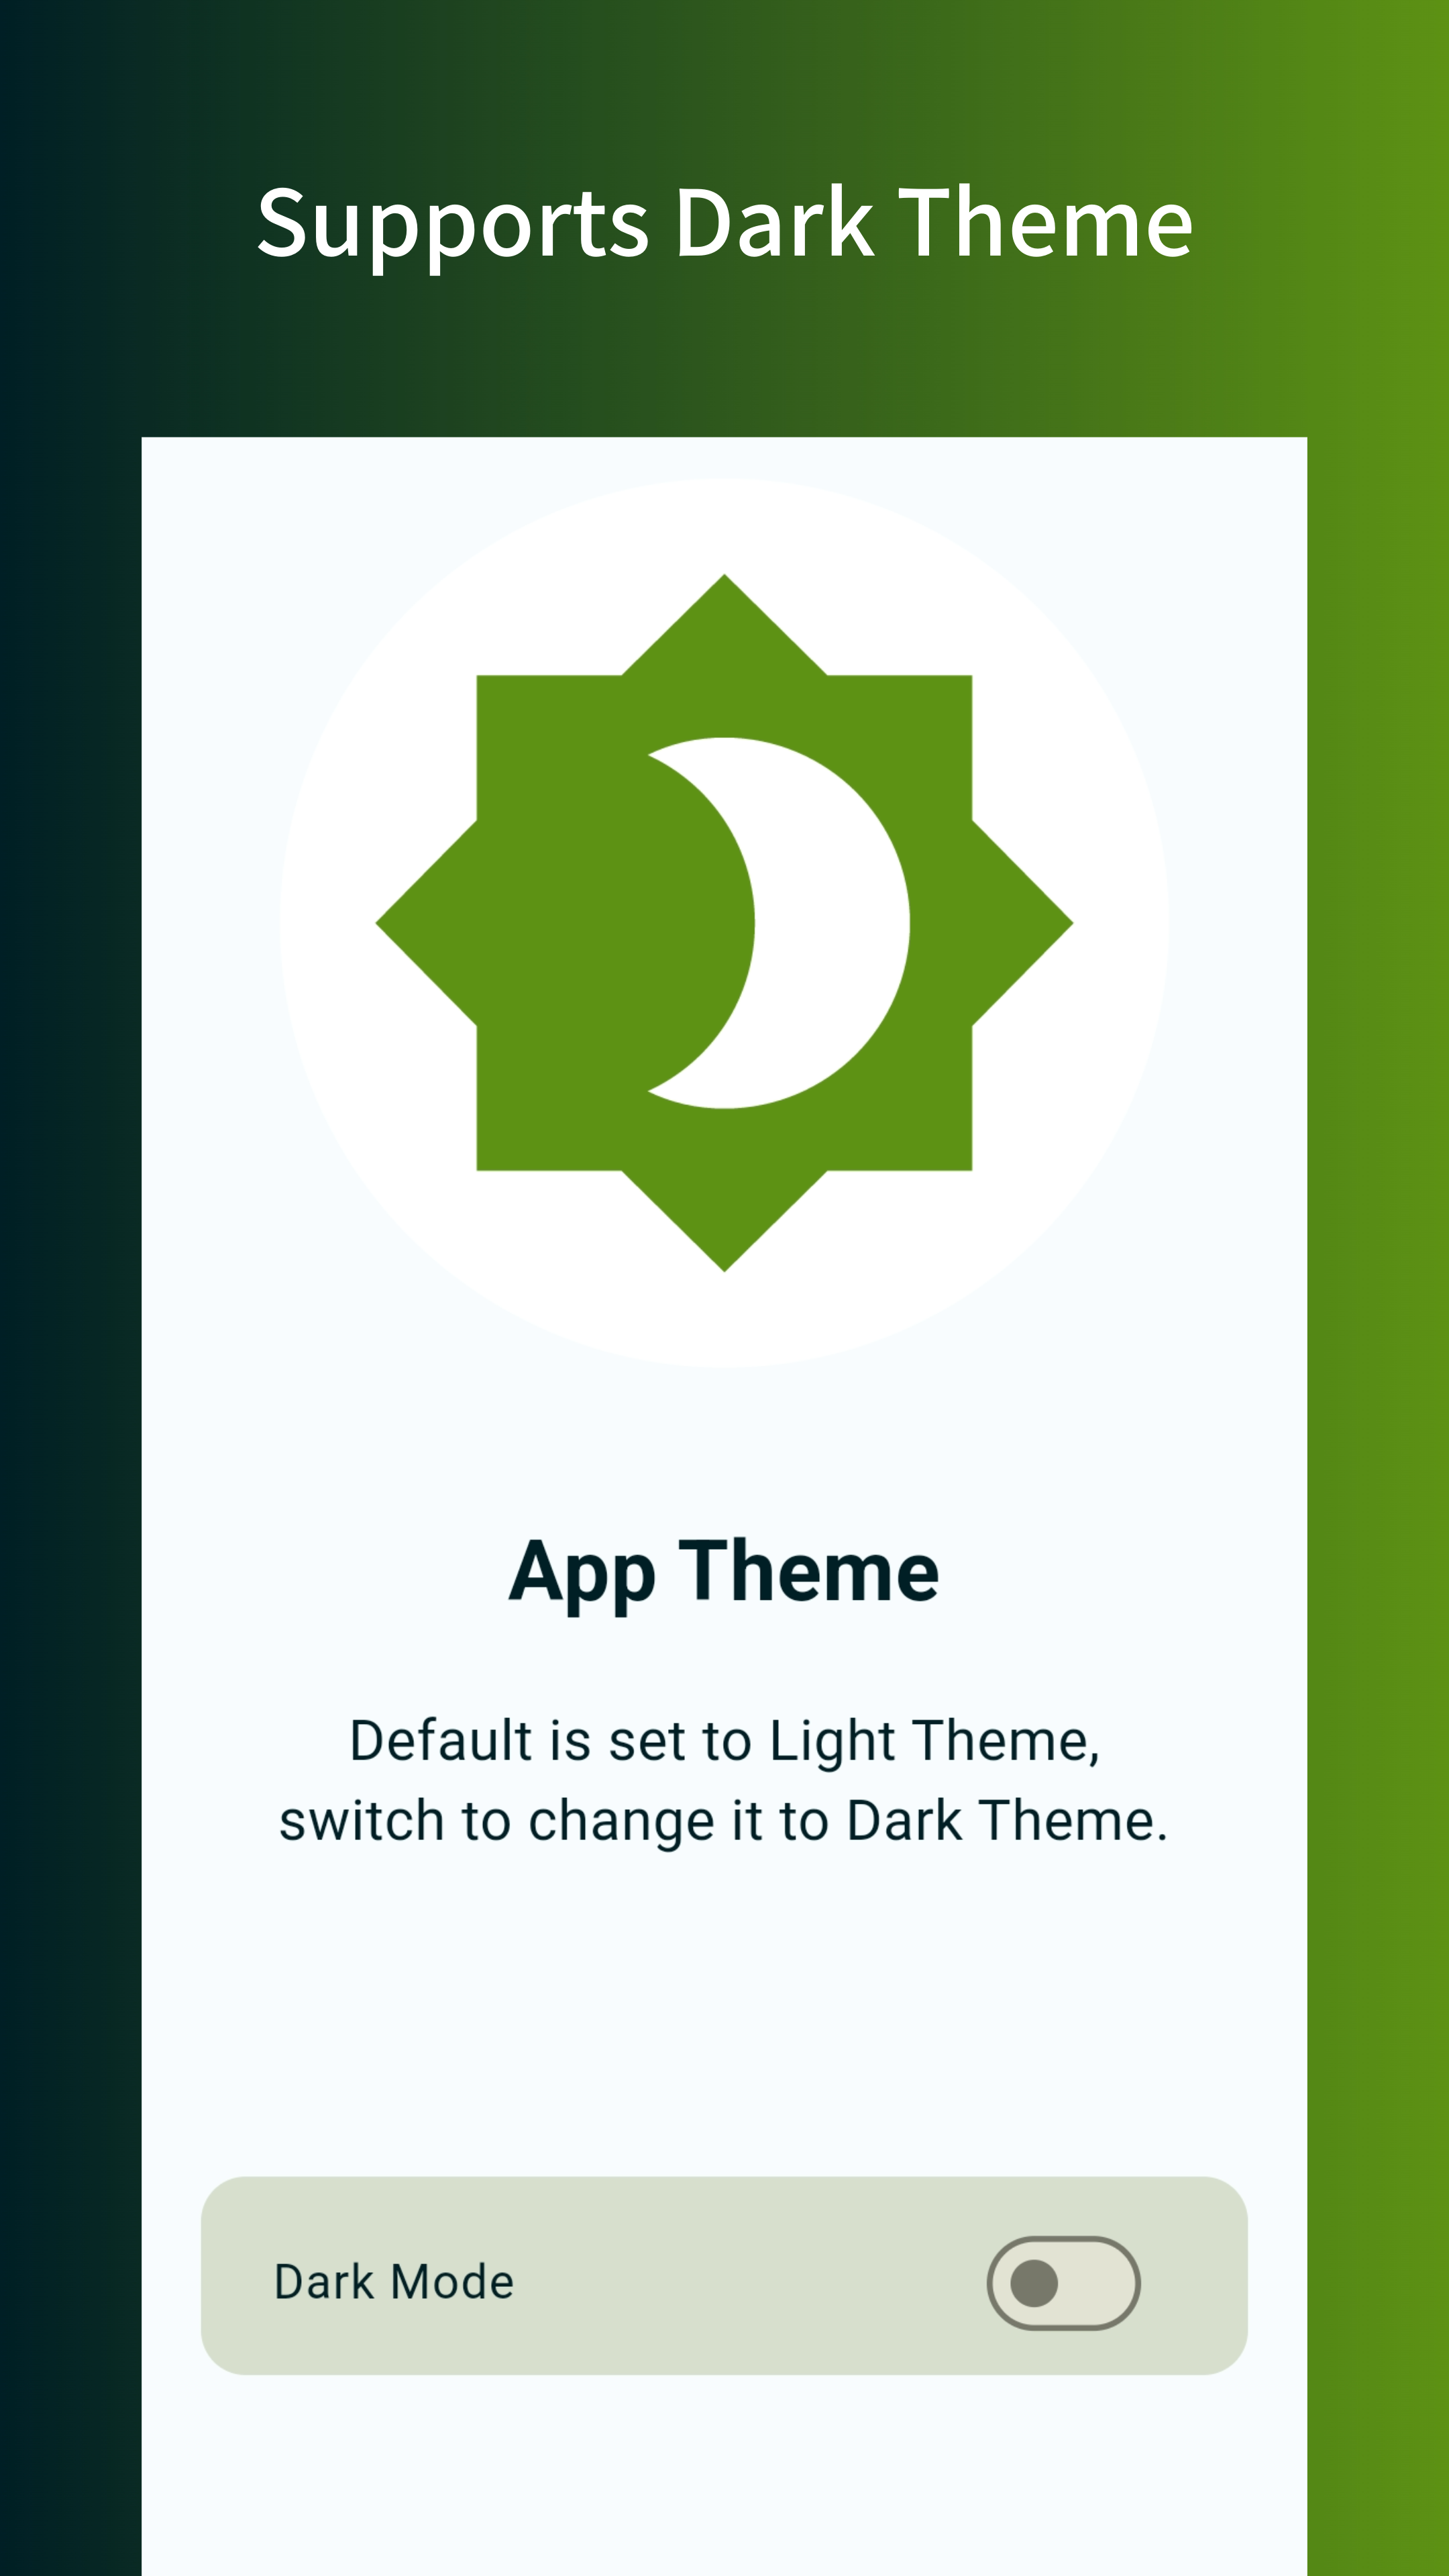 Supports Dark Theme
App Theme
Default is set to Light Theme,
switch to change it to Dark Theme.
Dark Mode